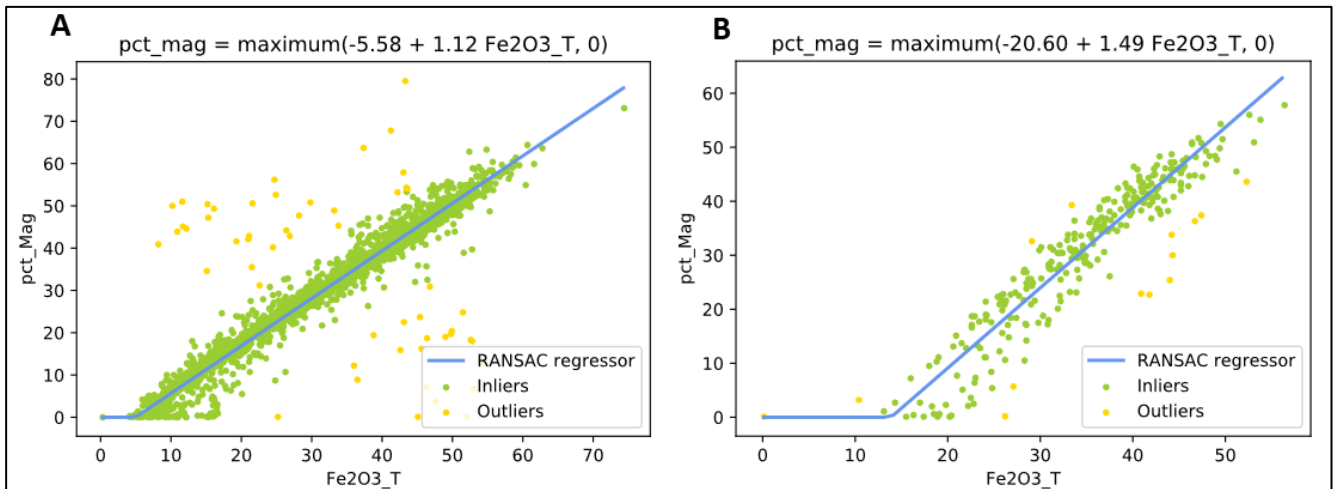 A
pct_mag = maximum(-5.58 + 1.12 Fe2O3_T, 0)
80
70
60
50
40
30
20
10
0
pct_Mag
0 10 20 30 40 50 60 70
Fe2O3_T
RANSAC regressor
Inliers
Outliers
B
pct_mag = maximum(-20.60 + 1.49 Fe2O3_T, 0)
60
50
40
30
20
10
0
pct_Mag
0 10 20 30 40 50
Fe2O3_T
RANSAC regressor
Inliers
Outliers